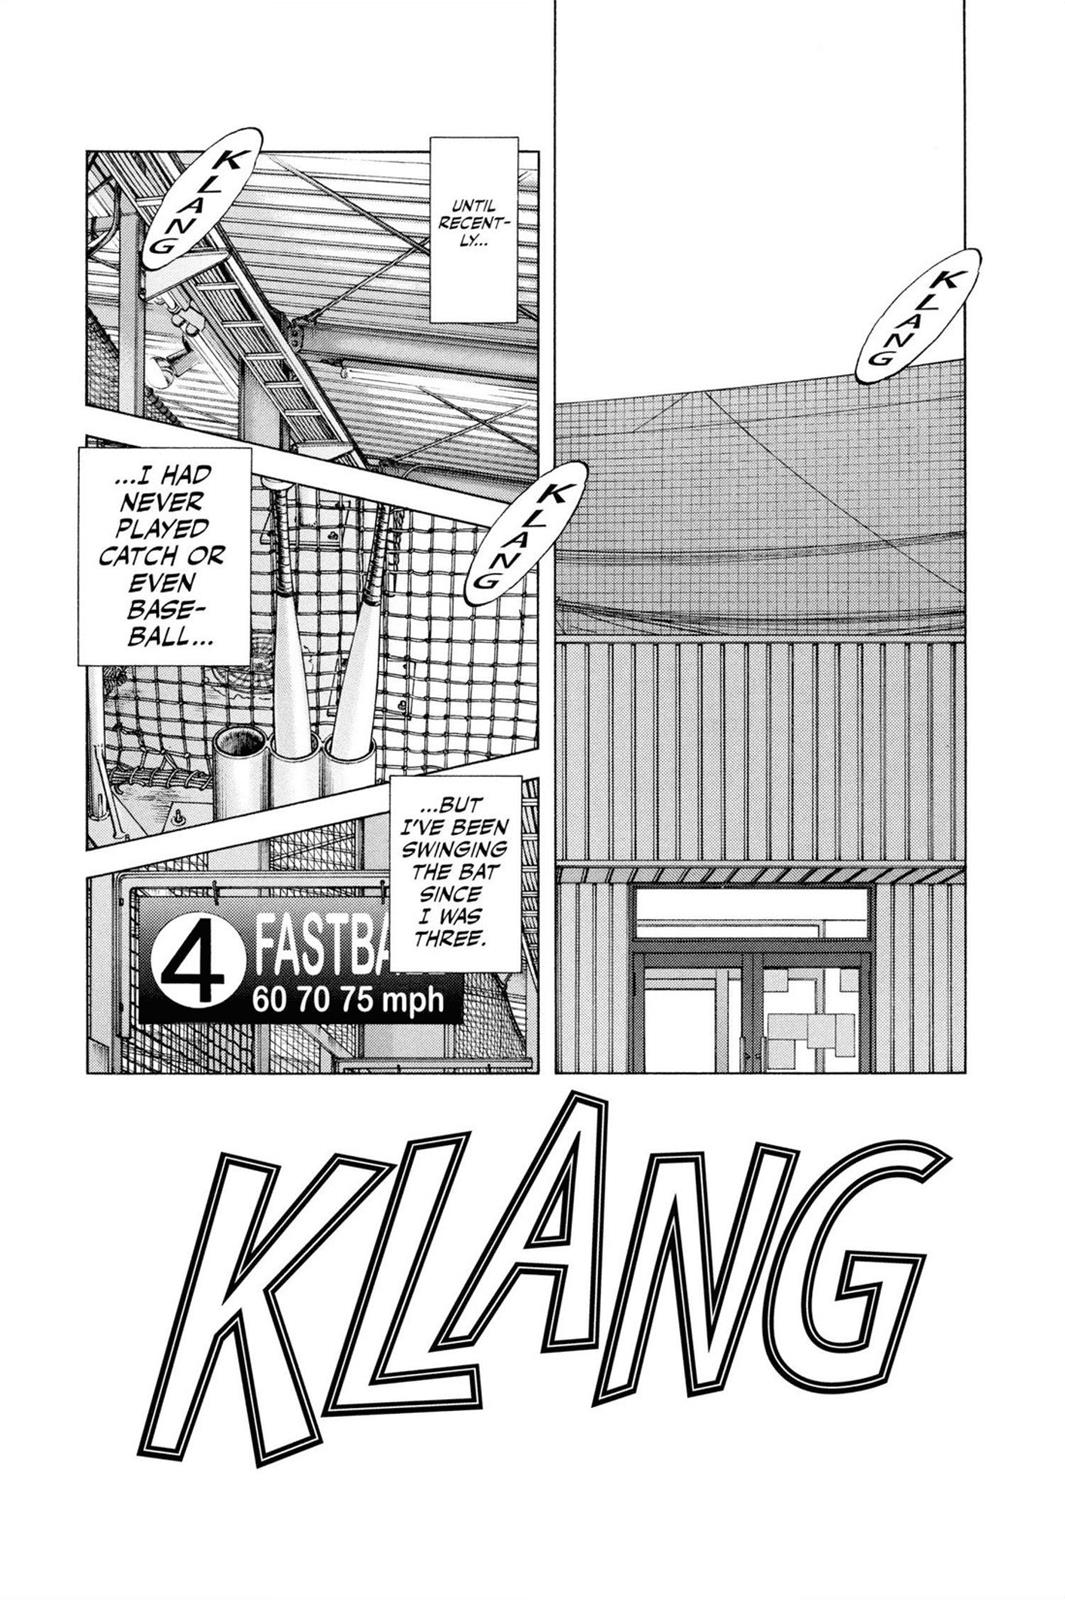 KLANG
UNTIL
RECENT-
LY...
KLANG
KLANG
...I HAD
NEVER
PLAYED
CATCH OR
EVEN
BASE-
BALL...
...BUT
I'VE BEEN
SWINGING
THE BAT
SINCE
I WAS
THREE.
4 FASTBA
60 70 75 mph
KLANG